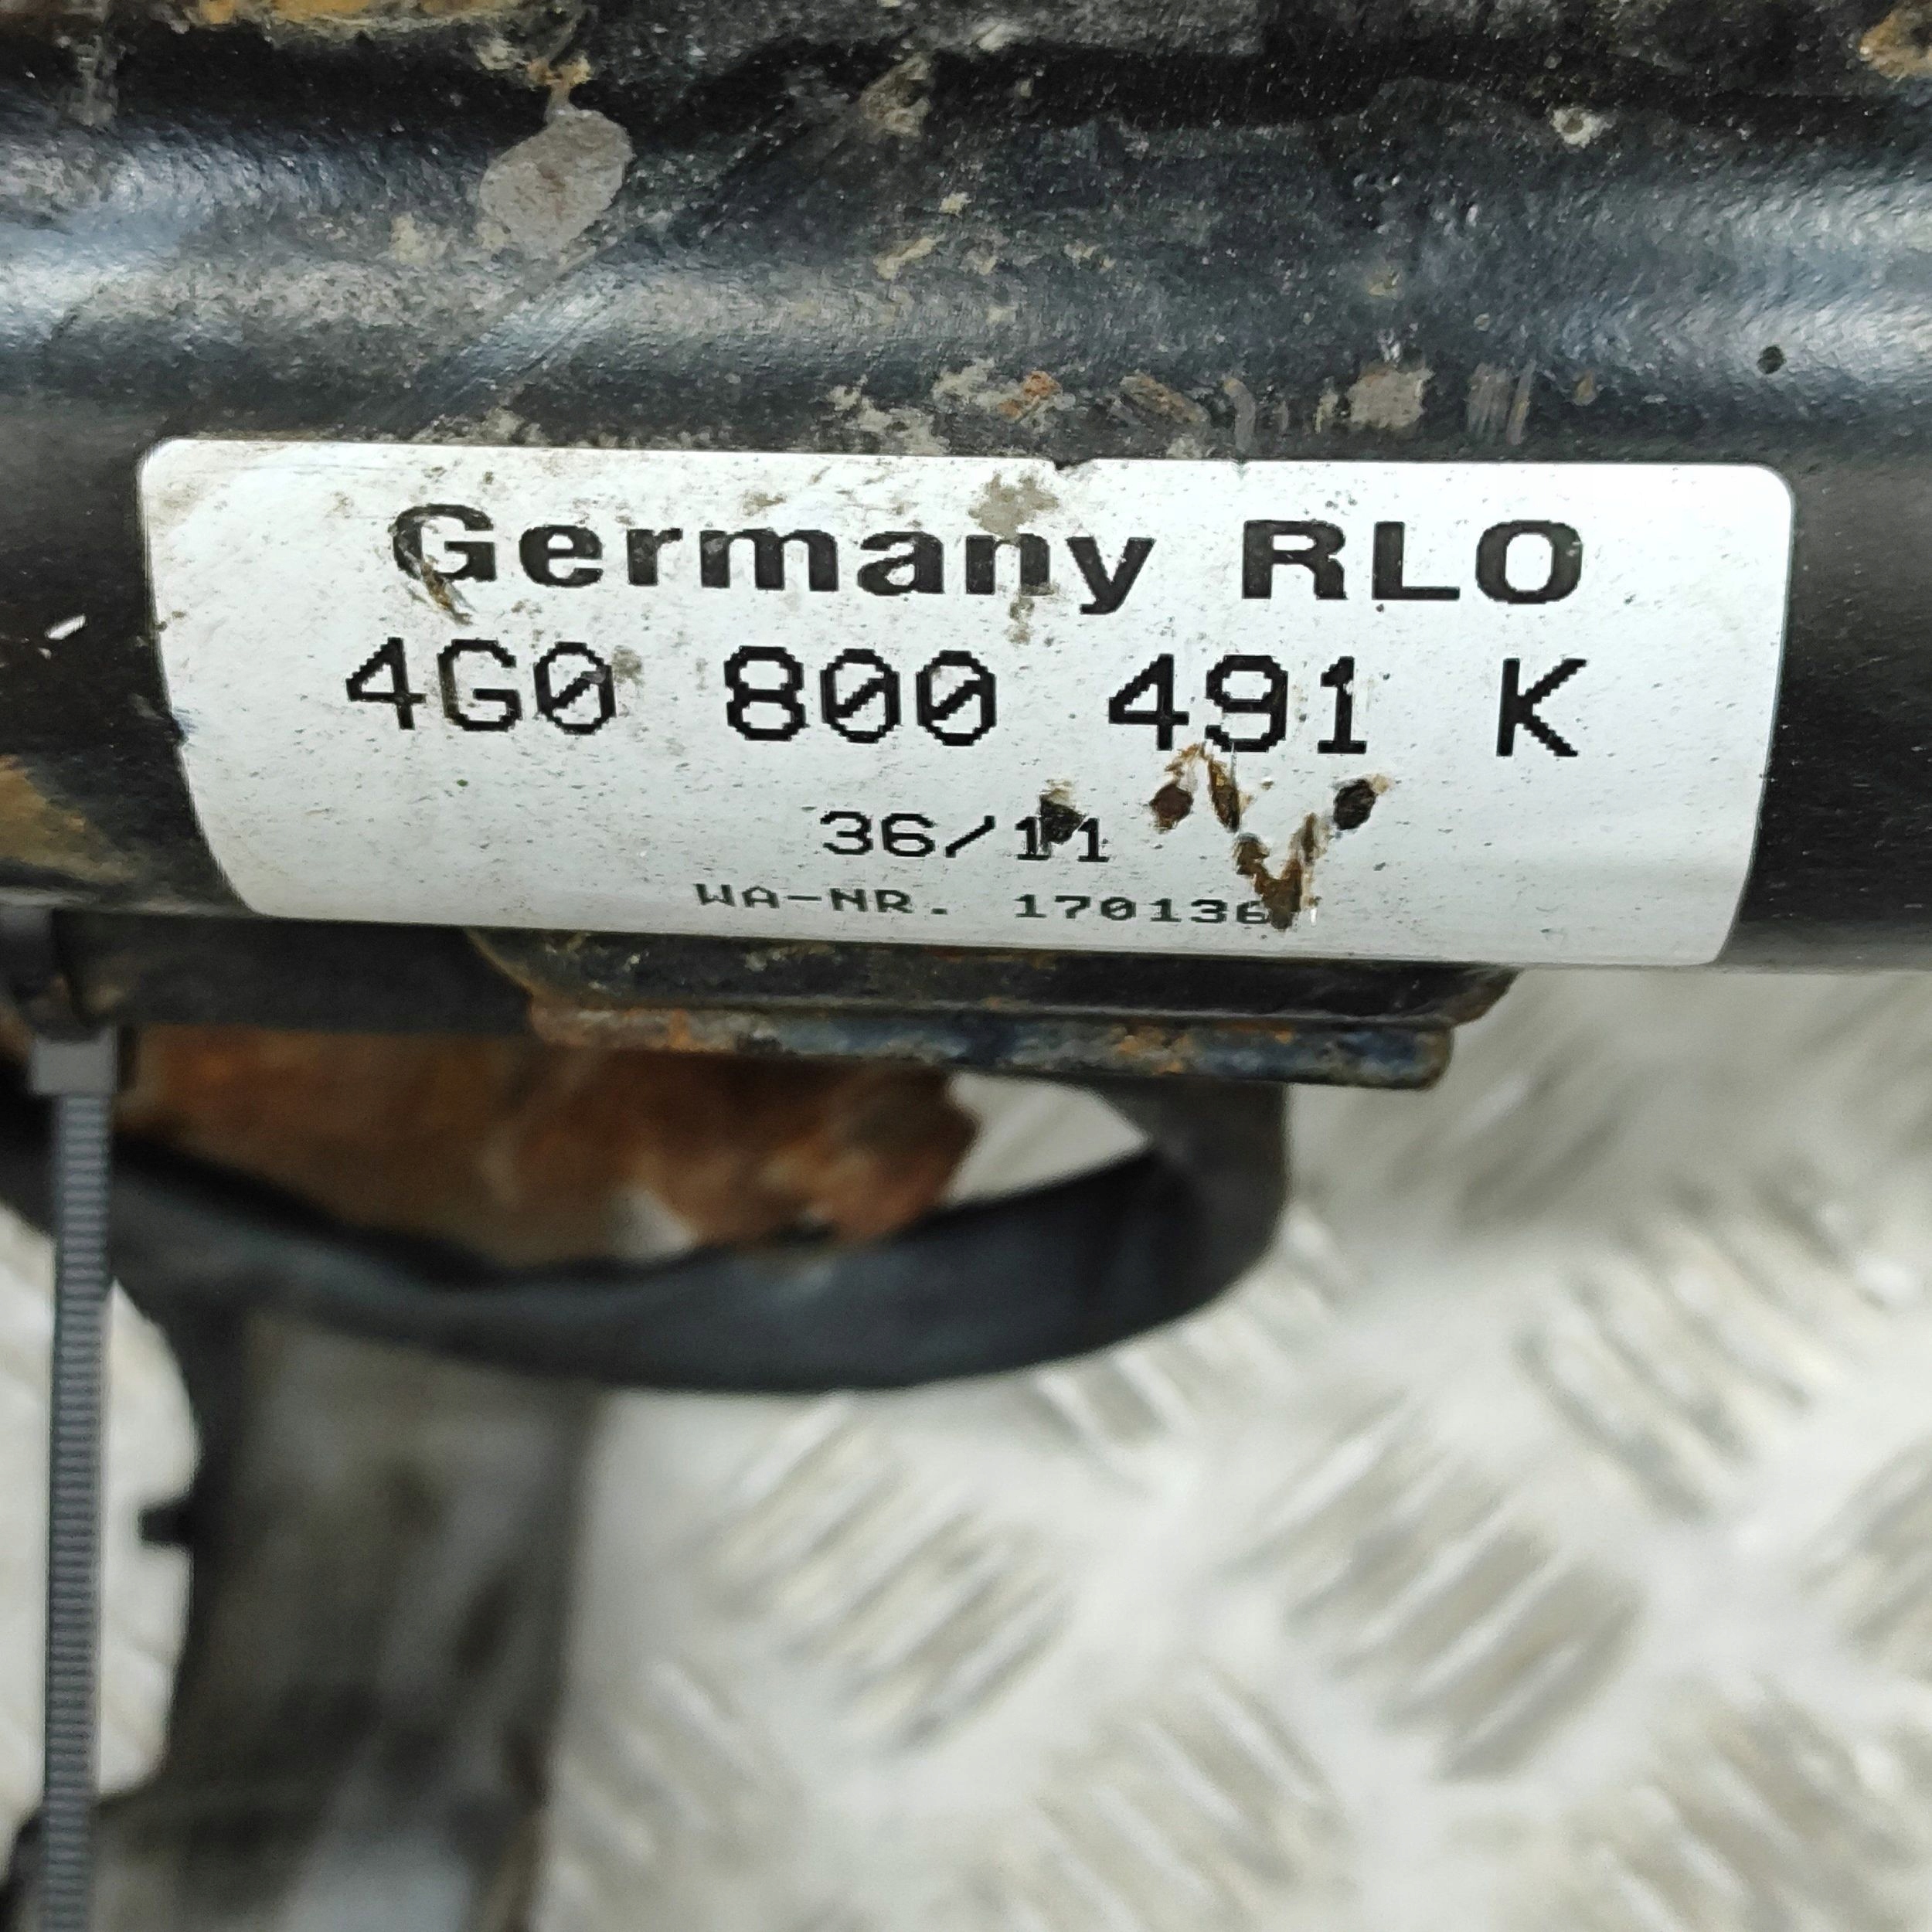 Germany RLO
4G0 800 491 K
36/11
WA-NR. 170136